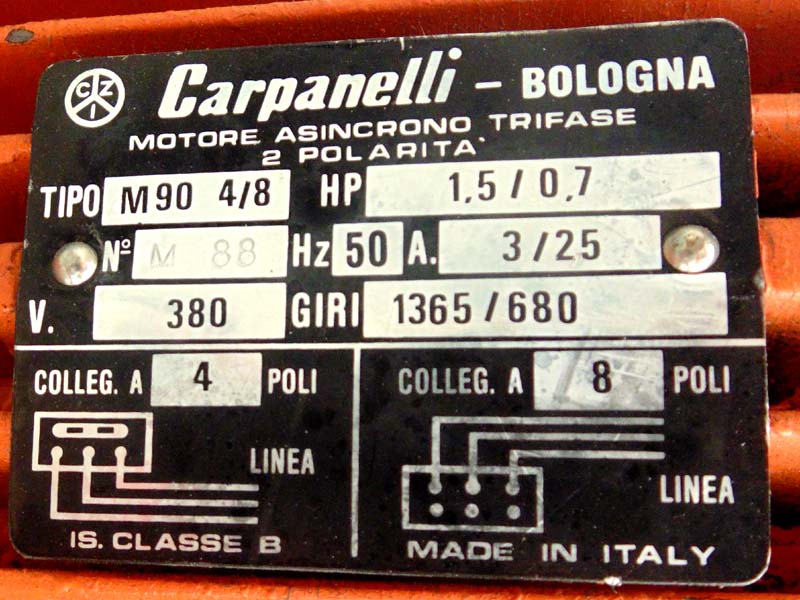 CZI Carpanelli - BOLOGNA
MOTORE ASINCRONO TRIFASE
2 POLARITA'
TIPO M90 4/8 HP 1,5 / 0,7
Nº M 88 Hz 50 A. 3 / 25
V. 380 GIRI 1365 / 680
COLLEG. A 4 POLI
LINEA
IS. CLASSE B
COLLEG. A 8 POLI
LINEA
MADE IN ITALY